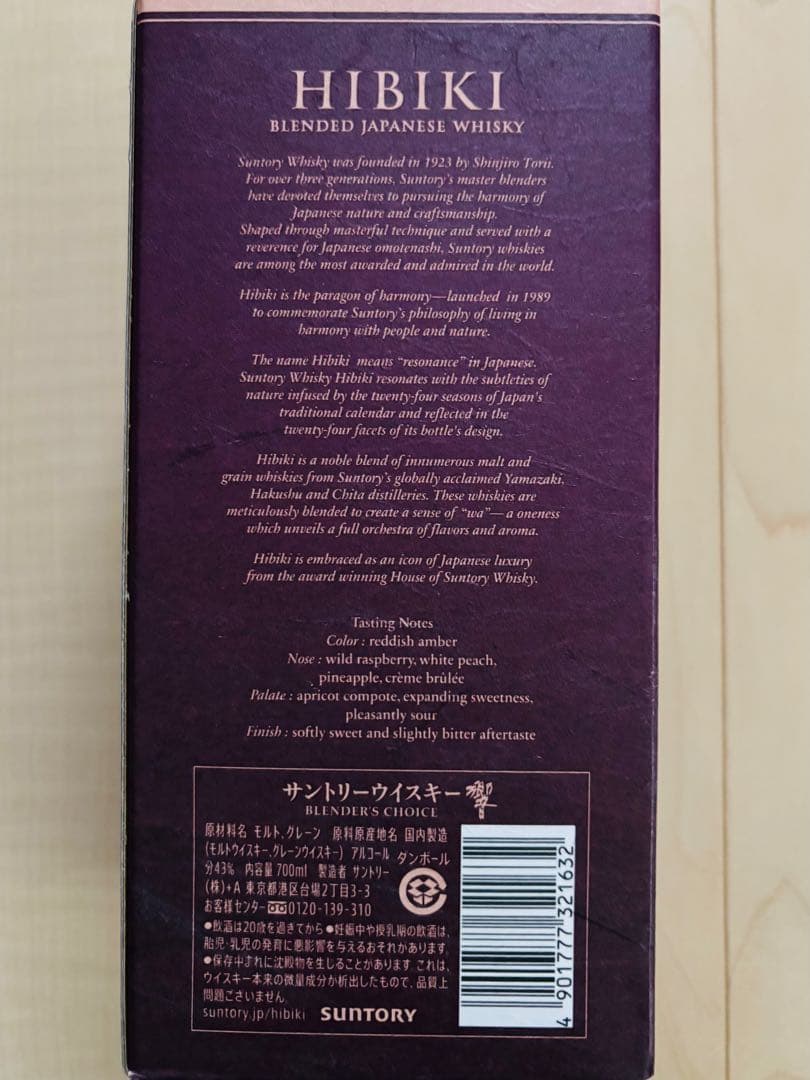 HIBIKI
BLENDED JAPANESE WHISKY
Suntory Whisky was founded in 1923 by Shinjiro Torii.
For over three generations, Suntory's master blenders
have devoted themselves to pursuing the harmony of
Japanese nature and craftsmanship.
Shaped through masterful technique and served with a
reverence for Japanese omotenashi, Suntory whiskies
are among the most awarded and admired in the world.
Hibiki is the paragon of harmony—launched in 1989
to commemorate Suntory's philosophy of living in
harmony with people and nature.
The name Hibiki means "resonance" in Japanese.
Suntory Whisky Hibiki resonates with the subtleties of
nature infused by the twenty-four seasons of Japan's
traditional calendar and reflected in the
twenty-four facets of its bottle's design.
Hibiki is a noble blend of innumerous malt and
grain whiskies from Suntory's globally acclaimed Yamazaki,
Hakushu and Chita distilleries. These whiskies are
meticulously blended to create a sense of "wa"—a oneness
which unveils a full orchestra of flavors and aroma.
Hibiki is embraced as an icon of Japanese luxury
from the award winning House of Suntory Whisky.
Tasting Notes
Color : reddish amber
Nose : wild raspberry, white peach,
pineapple, crème brûlée
Palate : apricot compote, expanding sweetness,
pleasantly sour
Finish : softly sweet and slightly bitter aftertaste
サントリーウイスキー響
BLENDER'S CHOICE
原材料名 モルト、グレーン 原料原産地名 国内製造
(モルトウイスキー、グレーンウイスキー) アルコール
分43% 内容量700ml 製造者 サントリー
(株)+A 東京都港区台場2丁目3-3
お客様センター 0120-139-310
ダンボール
●飲酒は20歳を過ぎてから●妊娠中や授乳期の飲酒は、
胎児・乳児の発育に悪影響を与えるおそれがあります。
●保存中まれに沈殿物を生じることがあります。これは、
ウイスキー本来の微量成分が析出したもので、品質上
問題ございません。
suntory.jp/hibiki SUNTORY
4 901777 321632